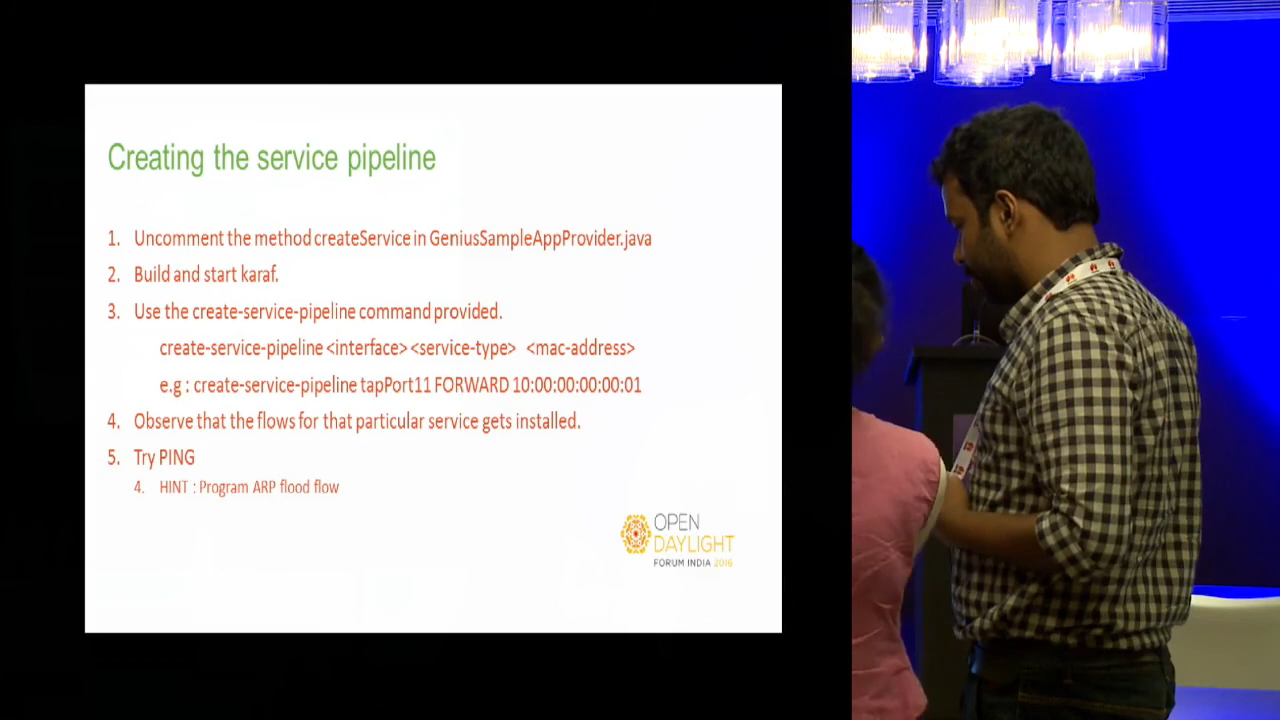 Creating the service pipeline
1. Uncomment the method createService in GeniusSampleAppProvider.java
2. Build and start karaf.
3. Use the create-service-pipeline command provided.
create-service-pipeline <interface> <service-type> <mac-address>
e.g : create-service-pipeline tapPort11 FORWARD 10:00:00:00:00:01
4. Observe that the flows for that particular service gets installed.
5. Try PING
4. HINT : Program ARP flood flow
OPEN
DAYLIGHT
FORUM INDIA 2016